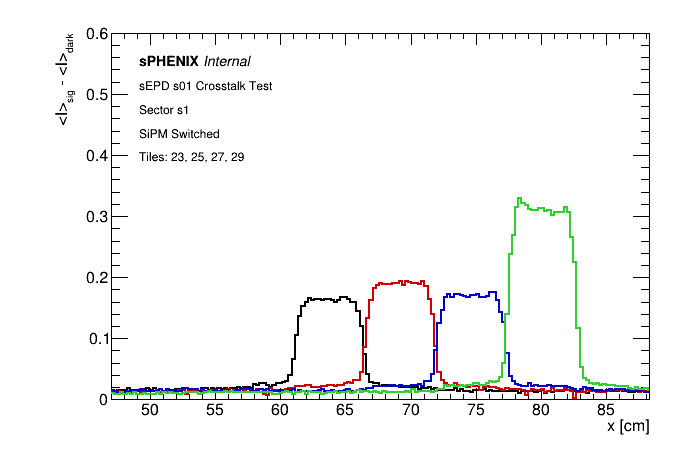 <I>sig - <I>dark
0.6
0.5
0.4
0.3
0.2
0.1
0
sPHENIX Internal
sEPD s01 Crosstalk Test
Sector s1
SiPM Switched
Tiles: 23, 25, 27, 29
50 55 60 65 70 75 80 85
x [cm]